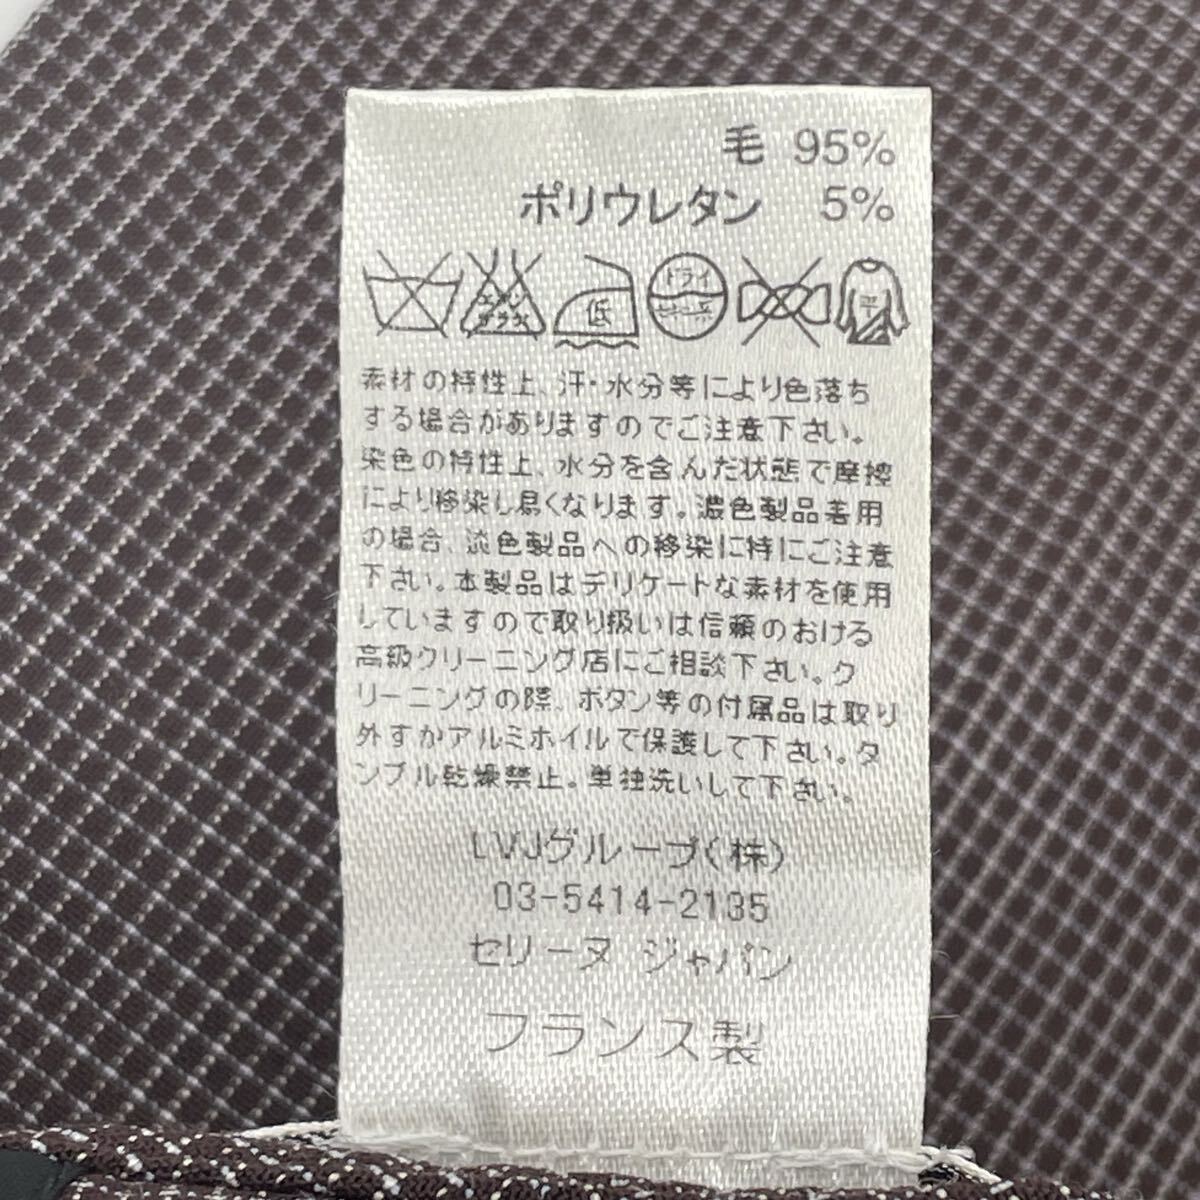 毛 95%
ポリウレタン 5%
エンソ サラシ 低 ドライ セキユ系 平
素材の特性上、汗・水分等により色落ち
する場合がありますのでご注意下さい。
染色の特性上、水分を含んだ状態で摩擦
により移染し易くなります。濃色製品着用
の場合、淡色製品への移染に特にご注意
下さい。本製品はデリケートな素材を使用
していますので取り扱いは信頼のおける
高級クリーニング店にご相談下さい。ク
リーニングの際、ボタン等の付属品は取り
外すかアルミホイルで保護して下さい。タ
ンブル乾燥禁止。単独洗いして下さい。
LVJグループ(株)
03-5414-2135
セリーヌ ジャパン
フランス製